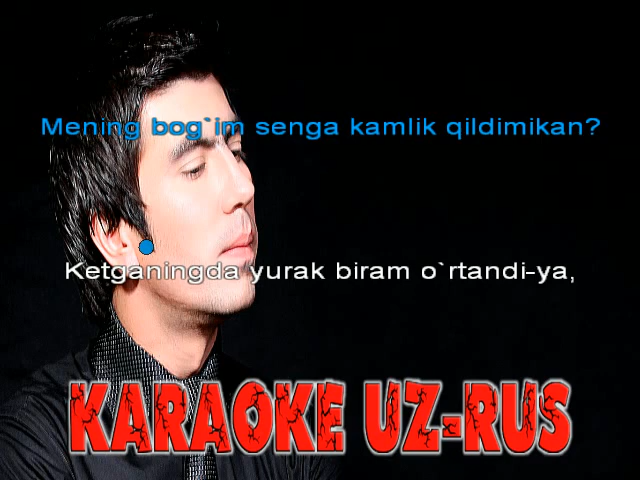 Mening bog`im senga kamlik qildimikan?
Ketganingda yurak biram o`rtandi-ya,
KARAOKE UZ-RUS